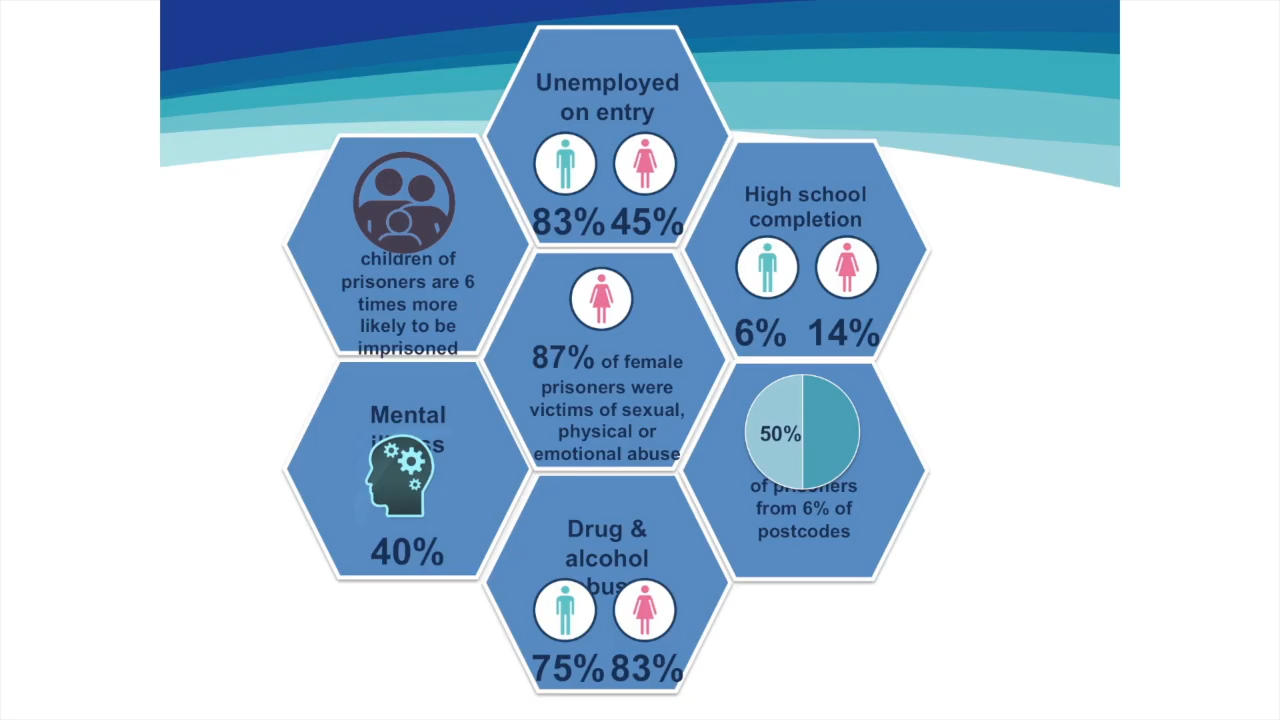 Unemployed
on entry
83% 45%
children of
prisoners are 6
times more
likely to be
imprisoned
High school
completion
6% 14%
87% of female
prisoners were
victims of sexual,
physical or
emotional abuse
Mental
40%
50%
of prisoners
from 6% of
postcodes
Drug &
alcohol
75% 83%